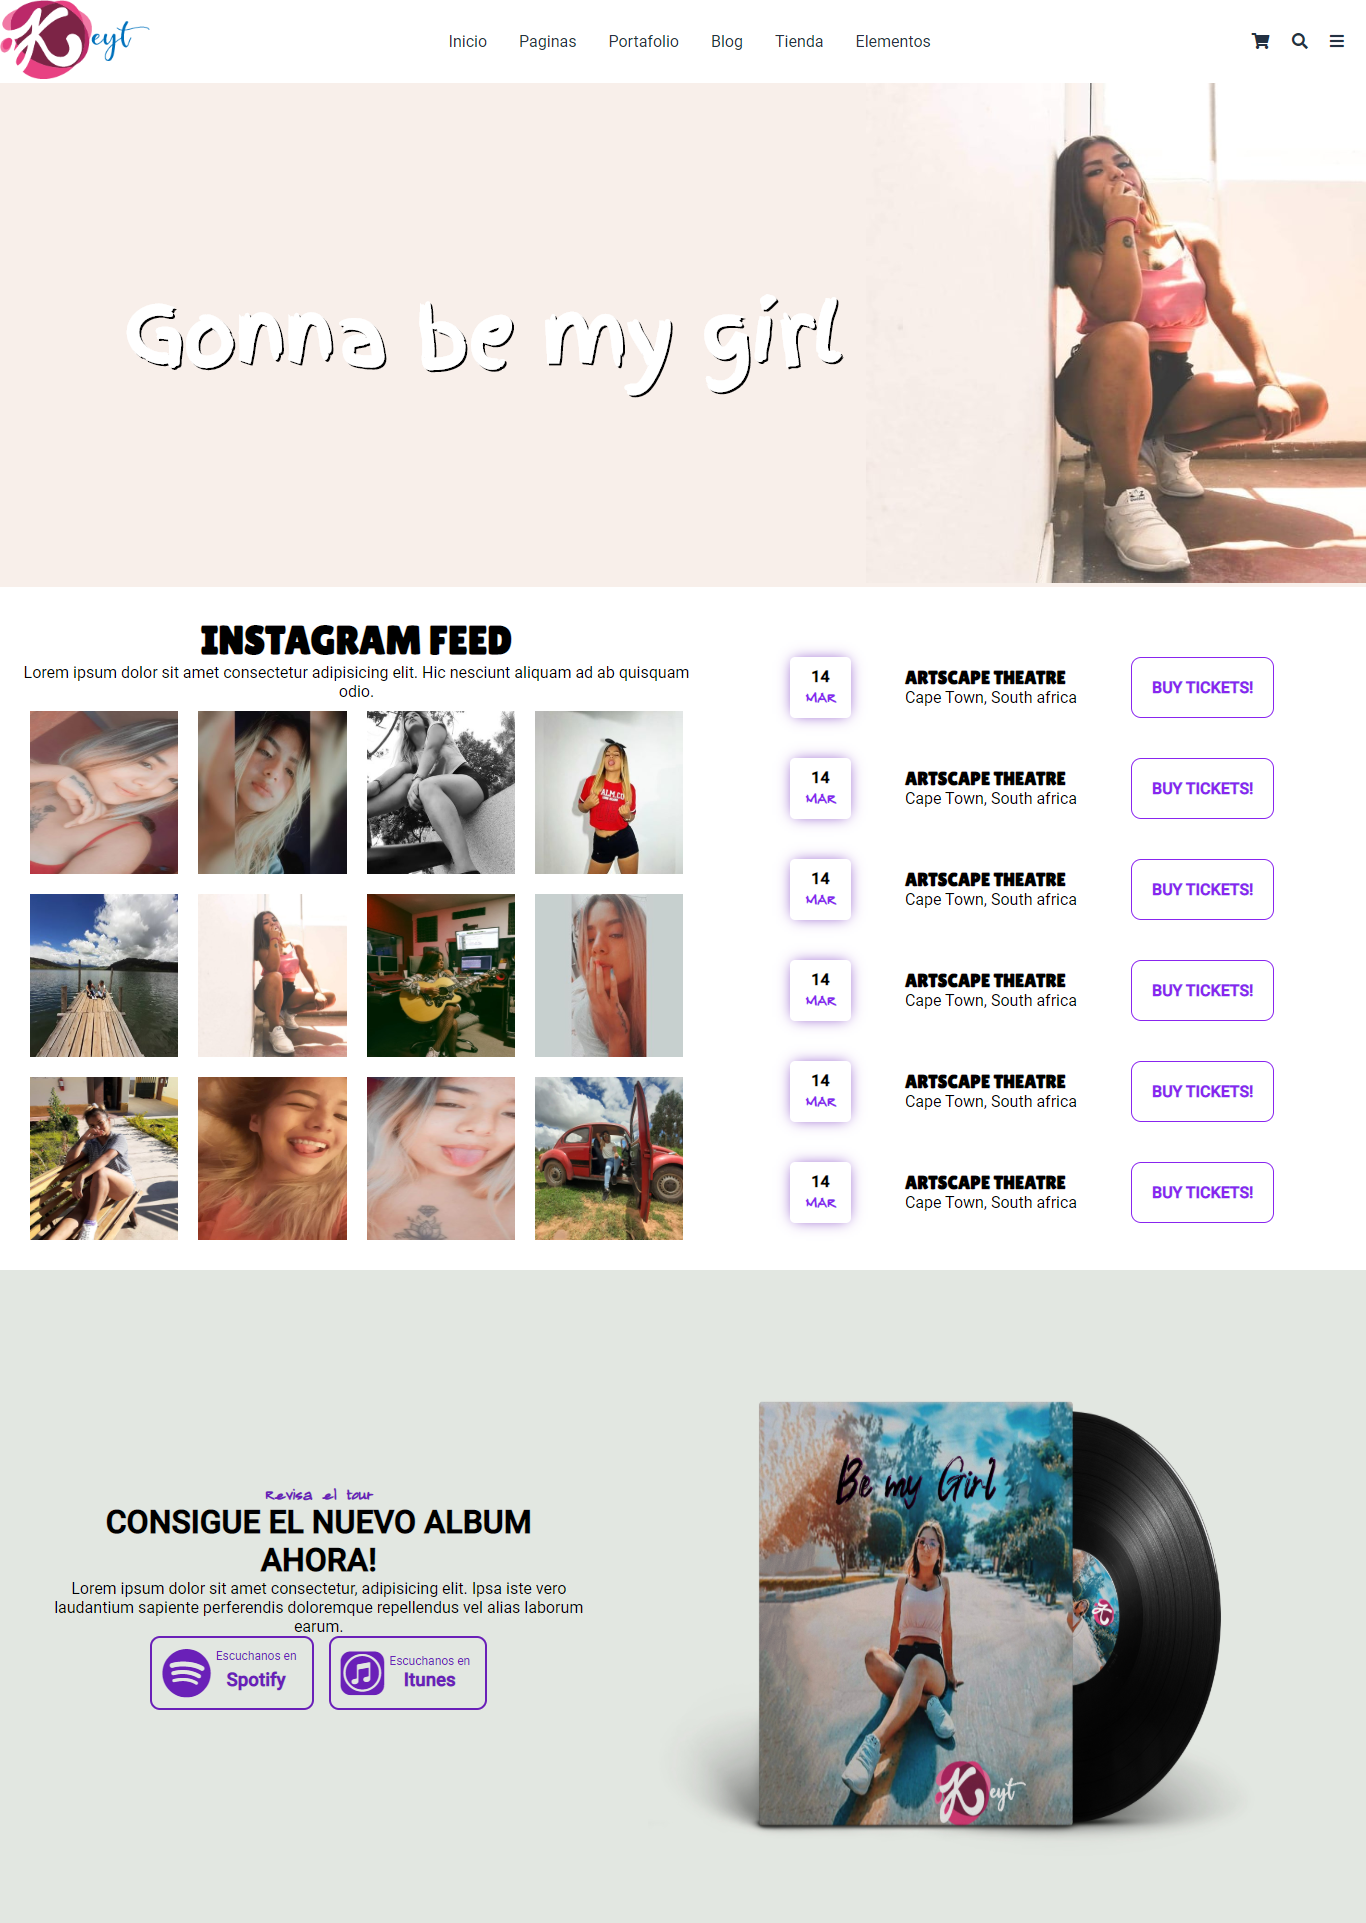 Keyt
Inicio Paginas Portafolio Blog Tienda Elementos
Gonna be my girl
INSTAGRAM FEED
Lorem ipsum dolor sit amet consectetur adipisicing elit. Hic nesciunt aliquam ad ab quisquam
odio.
ALM.CO
14
MAR
ARTSCAPE THEATRE
Cape Town, South africa
BUY TICKETS!
14
MAR
ARTSCAPE THEATRE
Cape Town, South africa
BUY TICKETS!
14
MAR
ARTSCAPE THEATRE
Cape Town, South africa
BUY TICKETS!
14
MAR
ARTSCAPE THEATRE
Cape Town, South africa
BUY TICKETS!
14
MAR
ARTSCAPE THEATRE
Cape Town, South africa
BUY TICKETS!
14
MAR
ARTSCAPE THEATRE
Cape Town, South africa
BUY TICKETS!
Revisa el tour
CONSIGUE EL NUEVO ALBUM
AHORA!
Lorem ipsum dolor sit amet consectetur, adipisicing elit. Ipsa iste vero
laudantium sapiente perferendis doloremque repellendus vel alias laborum
earum.
Escuchanos en
Spotify
Escuchanos en
Itunes
Be my Girl
Keyt
K